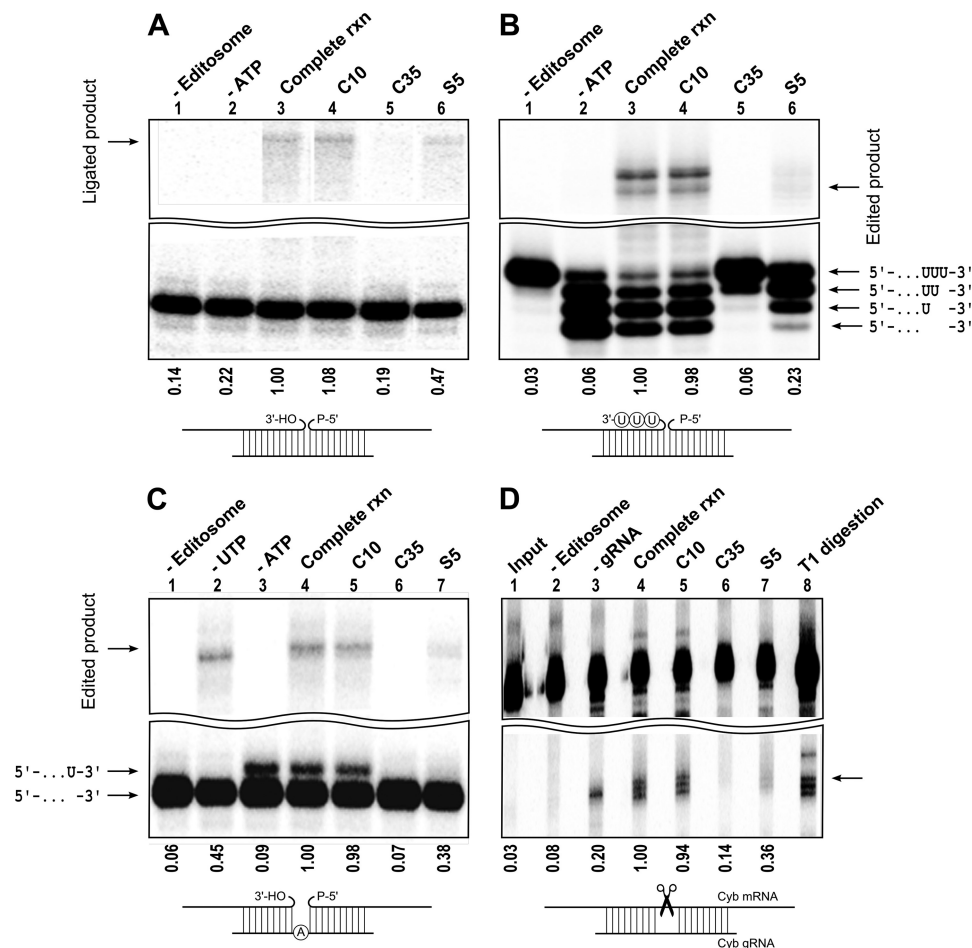 A
- Editosome
- ATP
Complete rxn
C10
C35
S5
1 2 3 4 5 6
Ligated product
0.14 0.22 1.00 1.08 0.19 0.47
3'-HO P-5'
B
- Editosome
- ATP
Complete rxn
C10
C35
S5
1 2 3 4 5 6
Edited product
5'-...UUU-3'
5'-...UU -3'
5'-...U -3'
5'-... -3'
0.03 0.06 1.00 0.98 0.06 0.23
3'-UUU P-5'
C
- Editosome
- UTP
- ATP
Complete rxn
C10
C35
S5
1 2 3 4 5 6 7
Edited product
5'-...U-3'
5'-... -3'
0.06 0.45 0.09 1.00 0.98 0.07 0.38
3'-HO P-5'
A
D
Input
- Editosome
- gRNA
Complete rxn
C10
C35
S5
T1 digestion
1 2 3 4 5 6 7 8
0.03 0.08 0.20 1.00 0.94 0.14 0.36
Cyb mRNA
Cyb gRNA